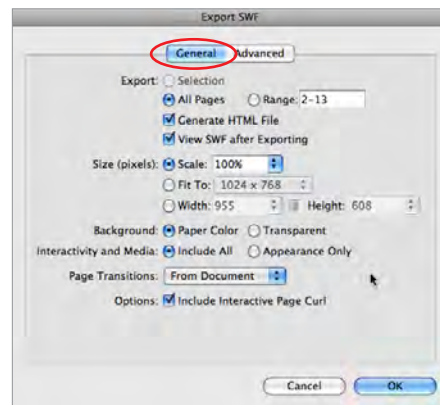 Export SWF
General Advanced
Export: Selection
All Pages Range: 2-13
Generate HTML File
View SWF after Exporting
Size (pixels): Scale: 100%
Fit To: 1024 x 768
Width: 955 Height: 608
Background: Paper Color Transparent
Interactivity and Media: Include All Appearance Only
Page Transitions: From Document
Options: Include Interactive Page Curl
Cancel OK